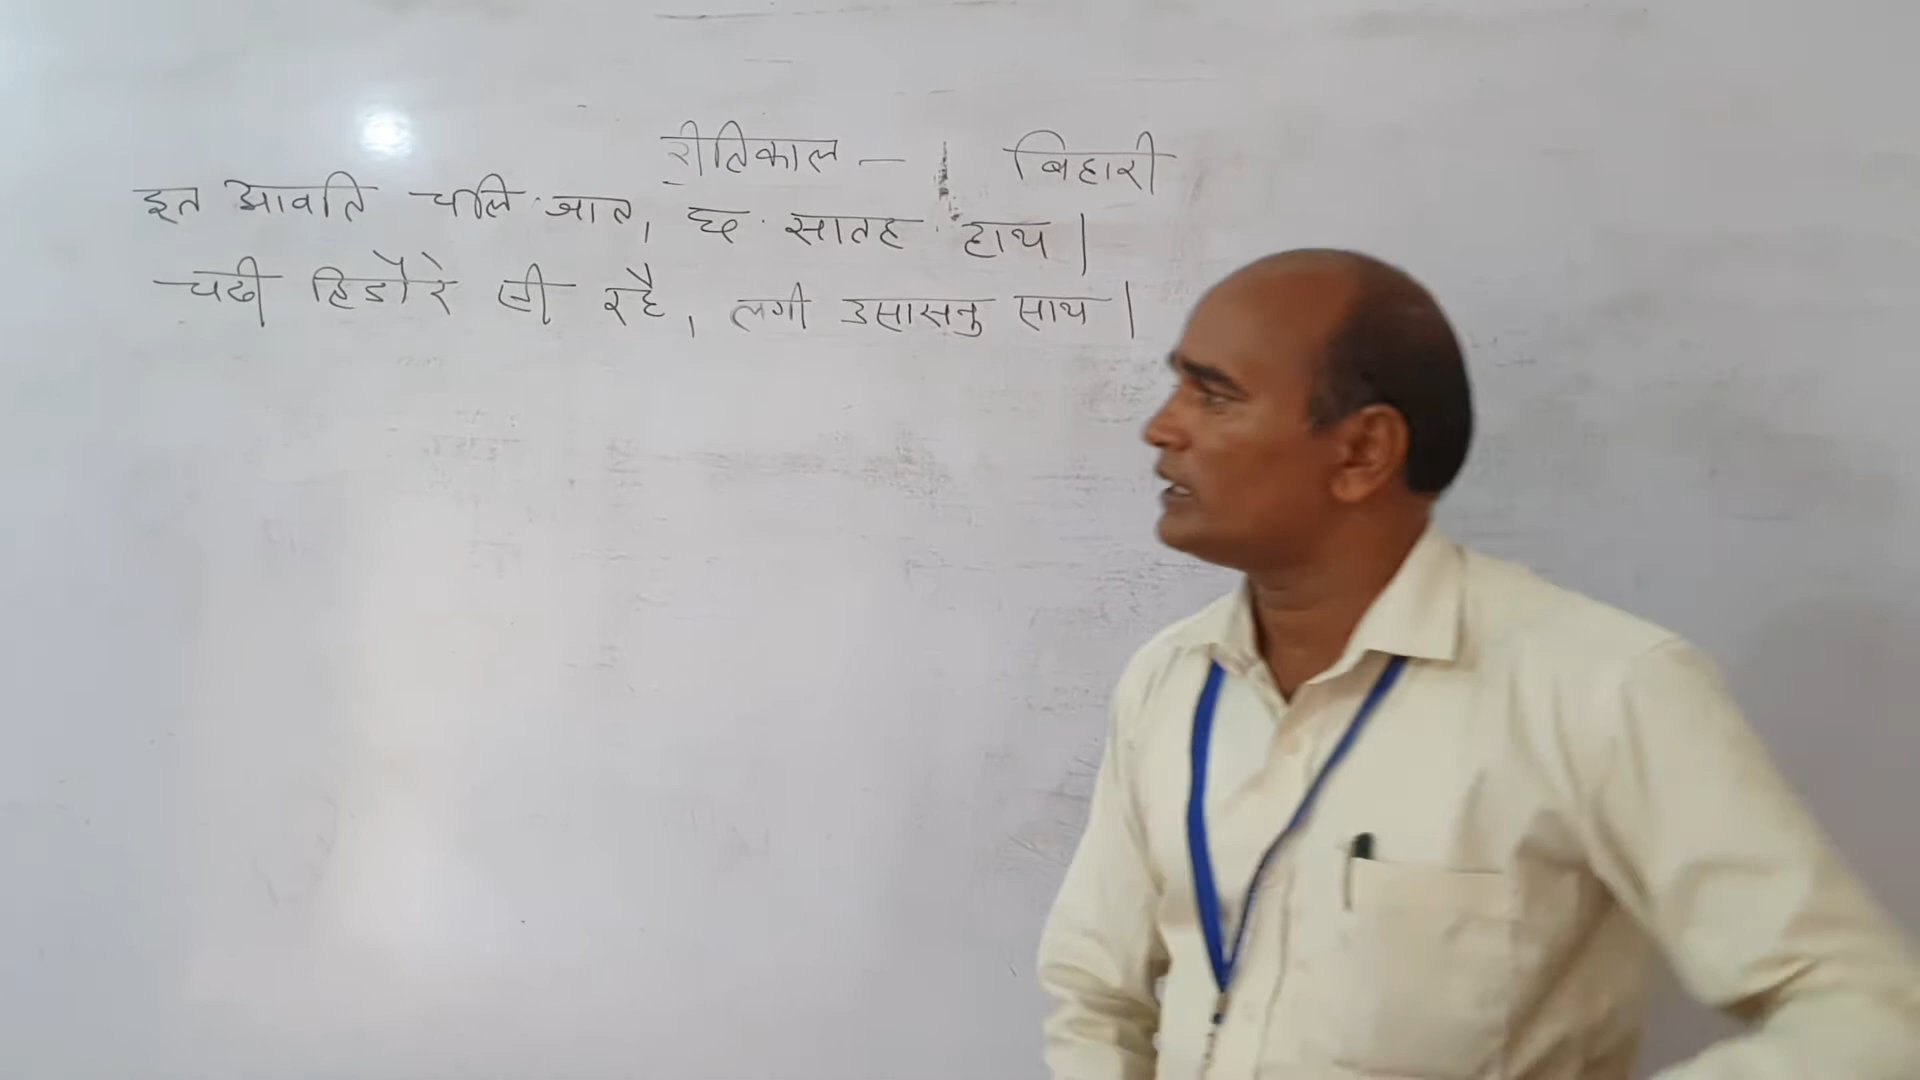 रीतिकाल — बिहारी
इत आवति चलि जात, छ सातह हाथ |
चढी हिडोरे सी रहै, लगी उसासनु साथ |